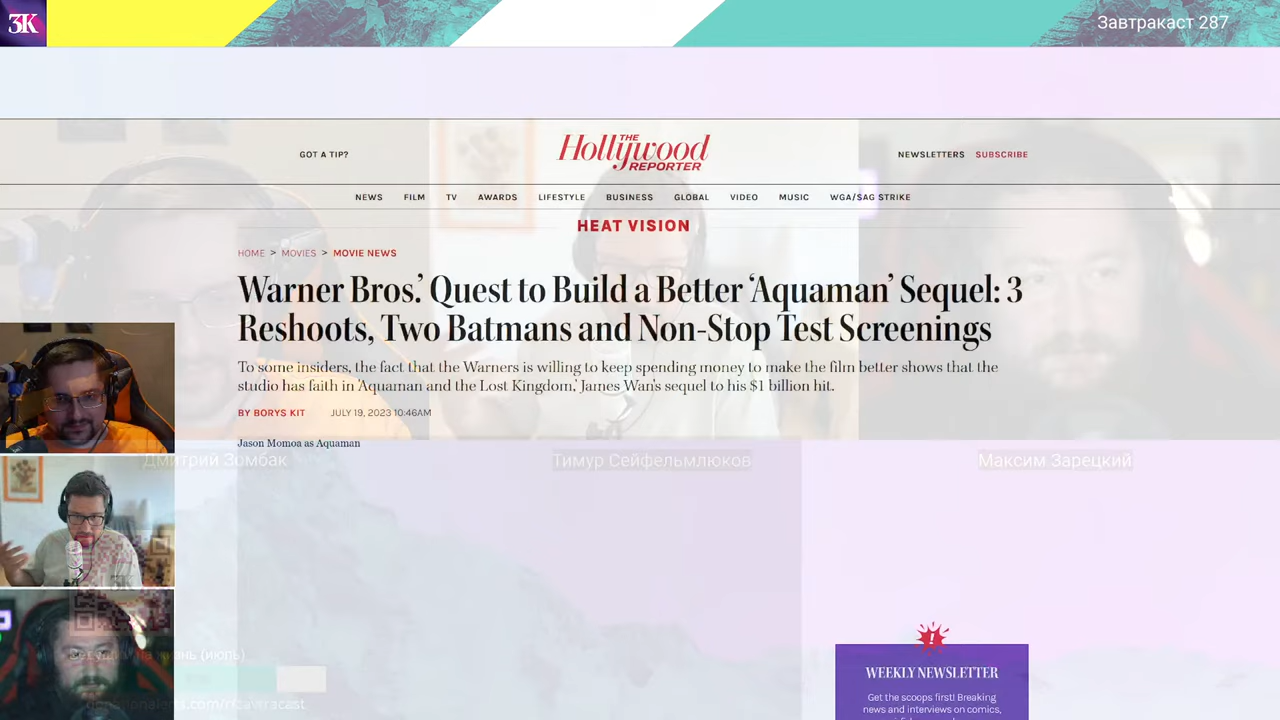 3K
Завтракаст 287
GOT A TIP?
THE
Hollywood
REPORTER
NEWSLETTERS SUBSCRIBE
NEWS FILM TV AWARDS LIFESTYLE BUSINESS GLOBAL VIDEO MUSIC WGA/SAG STRIKE
HEAT VISION
HOME > MOVIES > MOVIE NEWS
Warner Bros.’ Quest to Build a Better ‘Aquaman’ Sequel: 3
Reshoots, Two Batmans and Non-Stop Test Screenings
To some insiders, the fact that the Warners is willing to keep spending money to make the film better shows that the
studio has faith in 'Aquaman and the Lost Kingdom,' James Wan's sequel to his $1 billion hit.
BY BORYS KIT JULY 19, 2023 10:46AM
Jason Momoa as Aquaman
Дмитрий Зомбак
Тимур Сейфельмлюков
Максим Зарецкий
(июль)
!
WEEKLY NEWSLETTER
Get the scoops first! Breaking
news and interviews on comics,